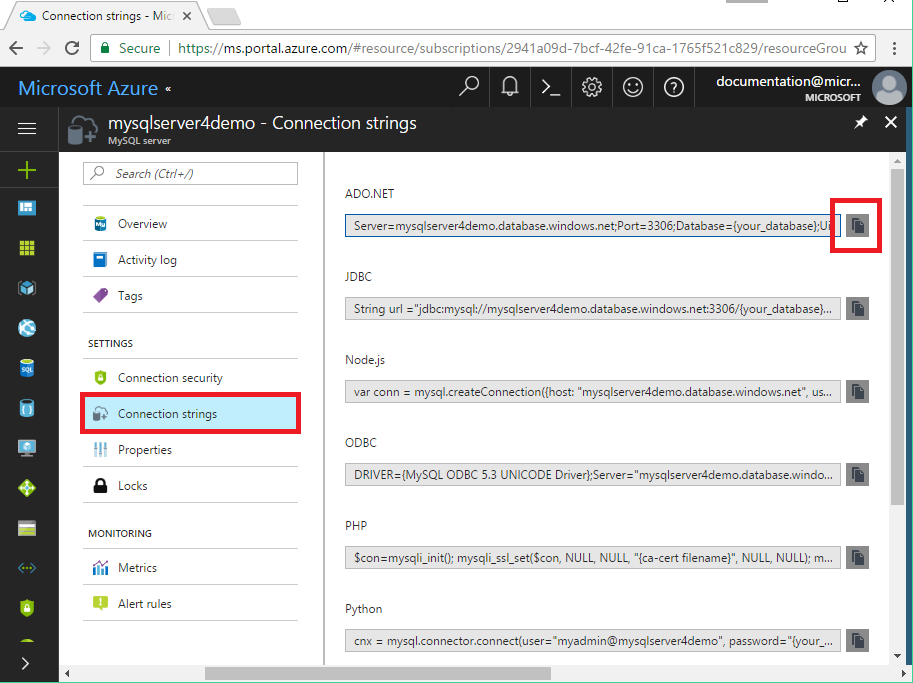 Connection strings - Mic
Secure
https://ms.portal.azure.com/#resource/subscriptions/2941a09d-7bcf-42fe-91ca-1765f521c829/resourceGrou
Microsoft Azure «
documentation@micr...
MICROSOFT
mysqlserver4demo - Connection strings
MySQL server
Search (Ctrl+/)
Overview
Activity log
Tags
SETTINGS
Connection security
Connection strings
Properties
Locks
MONITORING
Metrics
Alert rules
ADO.NET
Server=mysqlserver4demo.database.windows.net;Port=3306;Database={your_database};Ui
JDBC
String url ="jdbc:mysql://mysqlserver4demo.database.windows.net:3306/{your_database}...
Node.js
var conn = mysql.createConnection({host: "mysqlserver4demo.database.windows.net", us...
ODBC
DRIVER={MySQL ODBC 5.3 UNICODE Driver};Server="mysqlserver4demo.database.windo...
PHP
$con=mysqli_init(); mysqli_ssl_set($con, NULL, NULL, "{ca-cert filename}", NULL, NULL); m...
Python
cnx = mysql.connector.connect(user="myadmin@mysqlserver4demo", password="{your_...